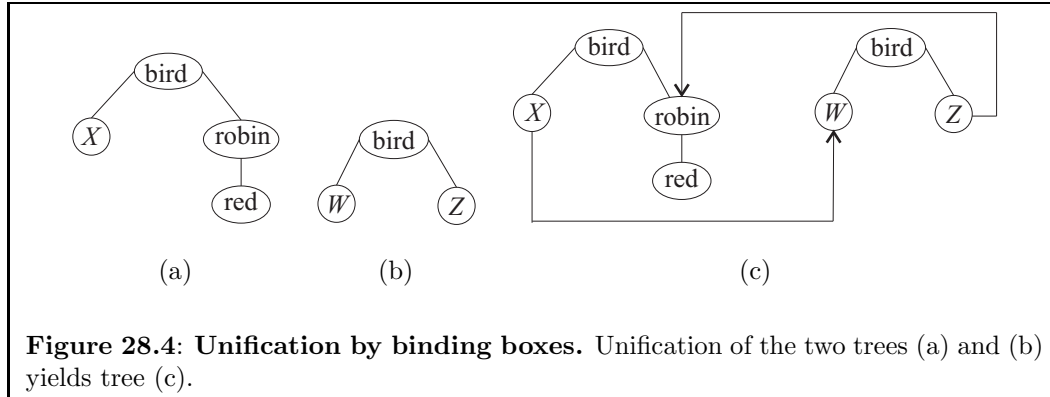 bird
X
robin
red
bird
W
Z
bird
X
robin
red
bird
W
Z
(a)
(b)
(c)
Figure 28.4: Unification by binding boxes. Unification of the two trees (a) and (b)
yields tree (c).